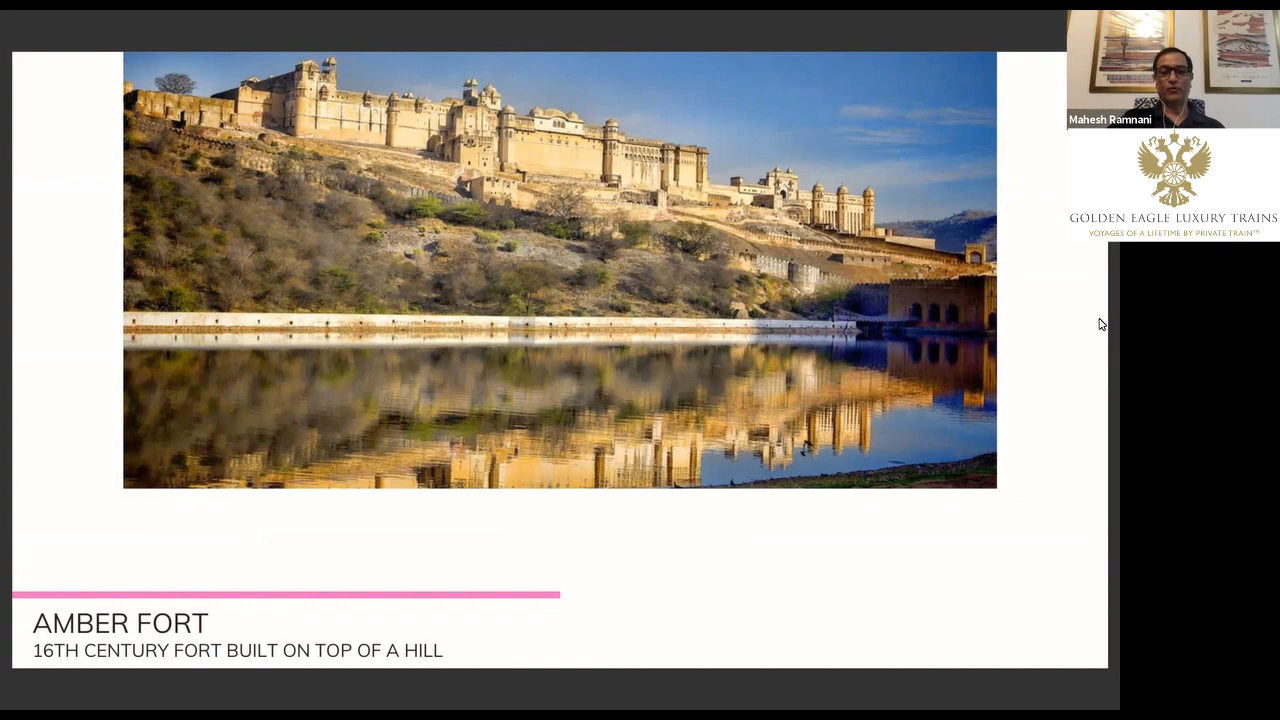 Mahesh Ramnani
GOLDEN EAGLE LUXURY TRAINS
VOYAGES OF A LIFETIME BY PRIVATE TRAIN™
AMBER FORT
16TH CENTURY FORT BUILT ON TOP OF A HILL